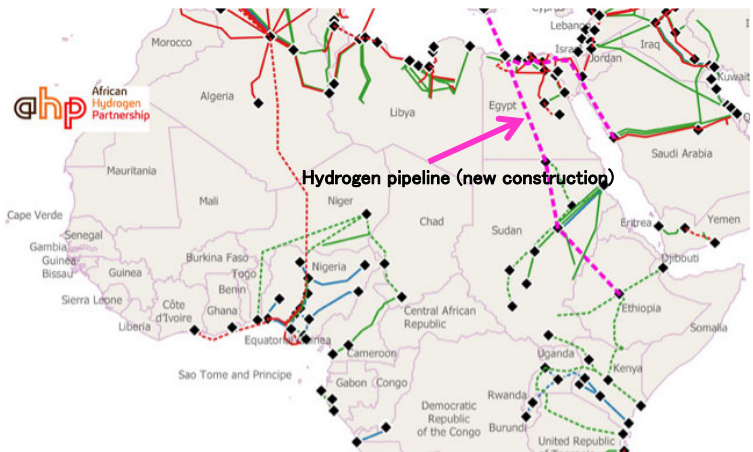 Cyprus
Lebanon
Morocco
Israel
Iraq
Jordan
Kuwait
ahp
African
Hydrogen
Partnership
Algeria
Libya
Egypt
Saudi Arabia
Hydrogen pipeline (new construction)
Mauritania
Mali
Niger
Chad
Sudan
Eritrea
Yemen
Cape Verde
Senegal
Gambia
Guinea
Bissau
Guinea
Burkina Faso
Togo
Benin
Nigeria
Djibouti
Sierra Leone
Liberia
Côte
d'Ivoire
Ghana
Equatorial Guinea
Central African
Republic
Ethiopia
Somalia
Cameroon
Sao Tome and Principe
Gabon
Congo
Uganda
Kenya
Democratic
Republic
of the Congo
Rwanda
Burundi
United Republic